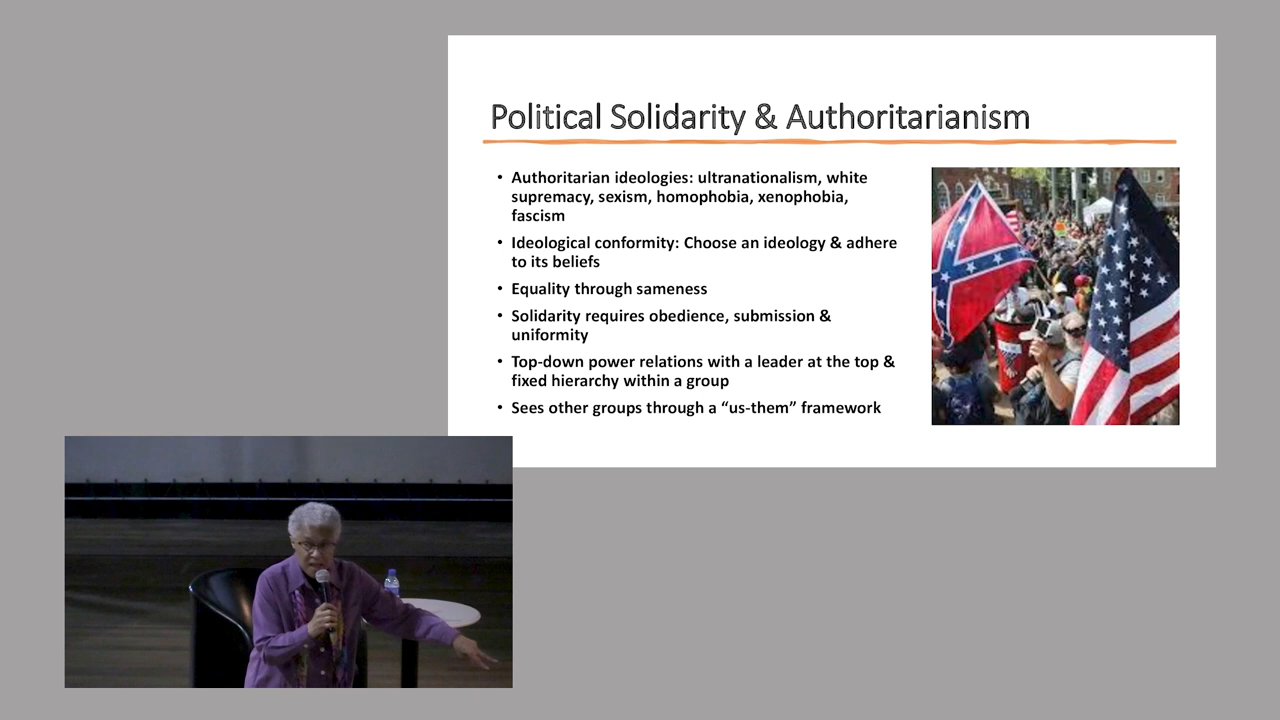 Political Solidarity & Authoritarianism
• Authoritarian ideologies: ultranationalism, white
supremacy, sexism, homophobia, xenophobia,
fascism
• Ideological conformity: Choose an ideology & adhere
to its beliefs
• Equality through sameness
• Solidarity requires obedience, submission &
uniformity
• Top-down power relations with a leader at the top &
fixed hierarchy within a group
• Sees other groups through a “us-them” framework